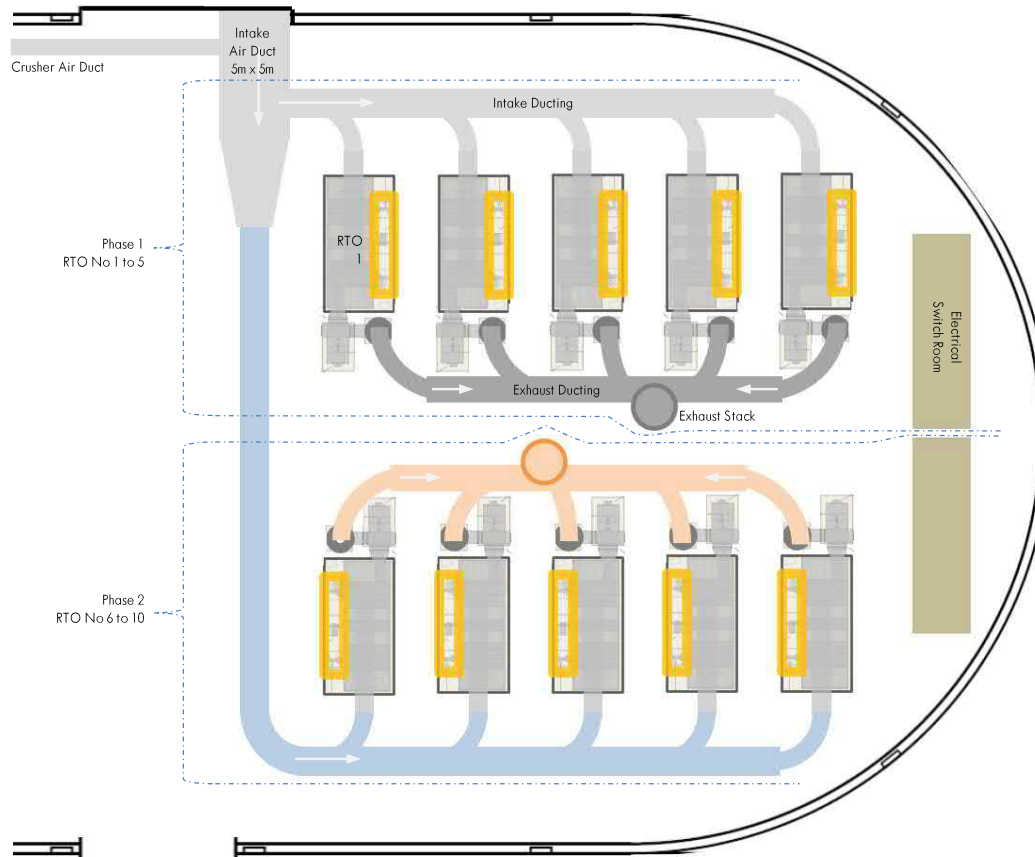 Intake
Air Duct
5m x 5m
Crusher Air Duct
Intake Ducting
Phase 1
RTO No 1 to 5
RTO
1
Electrical
Switch Room
Exhaust Ducting
Exhaust Stack
Phase 2
RTO No 6 to 10